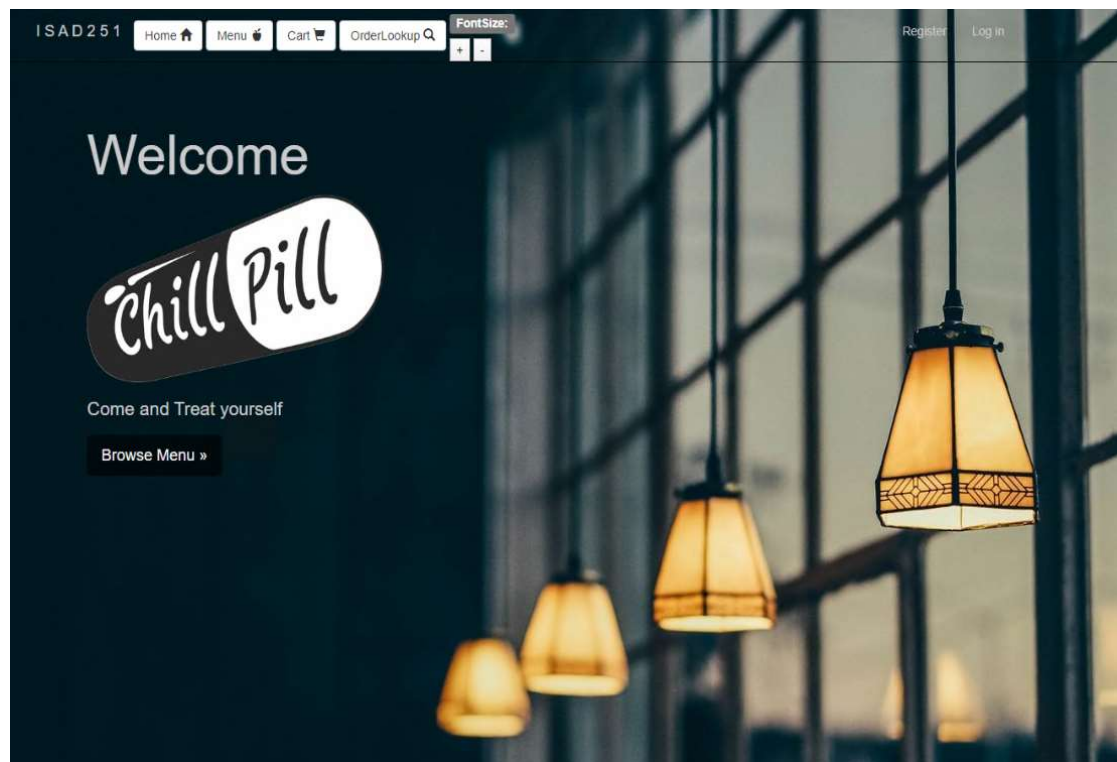 ISAD251 Home Menu Cart OrderLookup FontSize: Register Log in
+ -
Welcome
Chill Pill
Come and Treat yourself
Browse Menu »